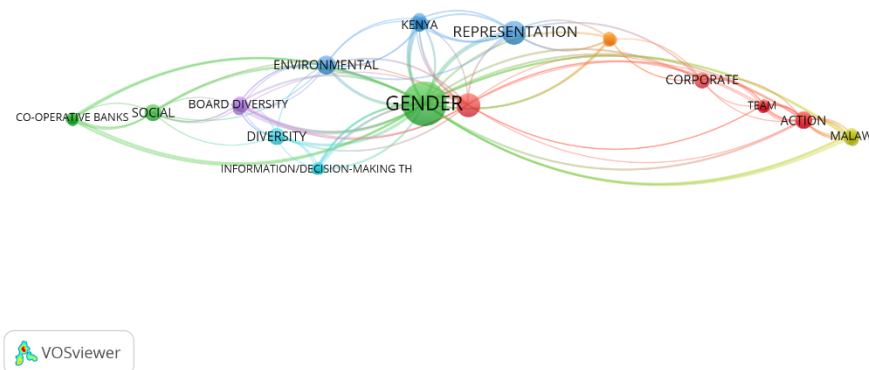 KENYA
REPRESENTATION
ENVIRONMENTAL
CORPORATE
GENDER
BOARD DIVERSITY
TEAM
CO-OPERATIVE BANKS
SOCIAL
ACTION
DIVERSITY
MALAW
INFORMATION/DECISION-MAKING TH
VOSviewer